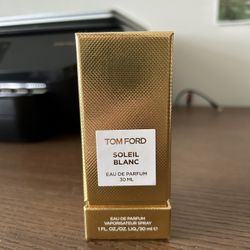 TOM FORD
SOLEIL
BLANC
EAU DE PARFUM
30 ML
EAU DE PARFUM
VAPORISATEUR SPRAY
1 FL.OZ./OZ.LIQ/30 ml ℮